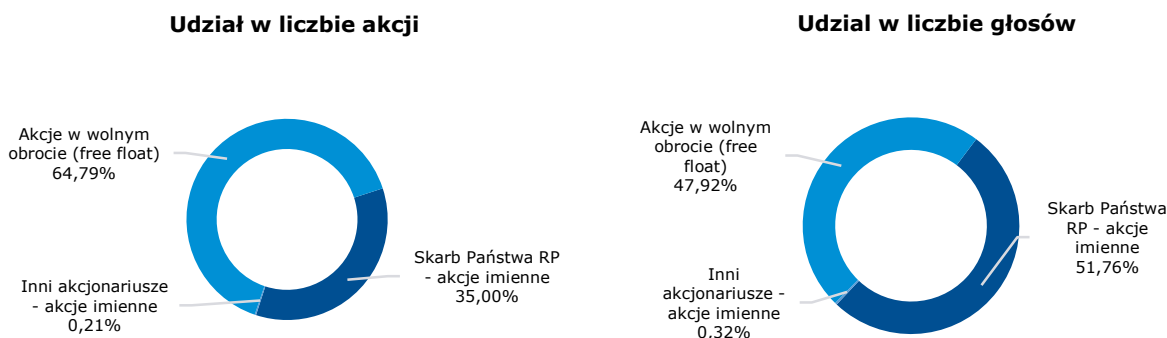 Udział w liczbie akcji
Akcje w wolnym
obrocie (free float)
64,79%
Skarb Państwa RP
- akcje imienne
35,00%
Inni akcjonariusze
- akcje imienne
0,21%
Udzial w liczbie głosów
Akcje w wolnym
obrocie (free
float)
47,92%
Skarb Państwa
RP - akcje
imienne
51,76%
Inni
akcjonariusze -
akcje imienne
0,32%